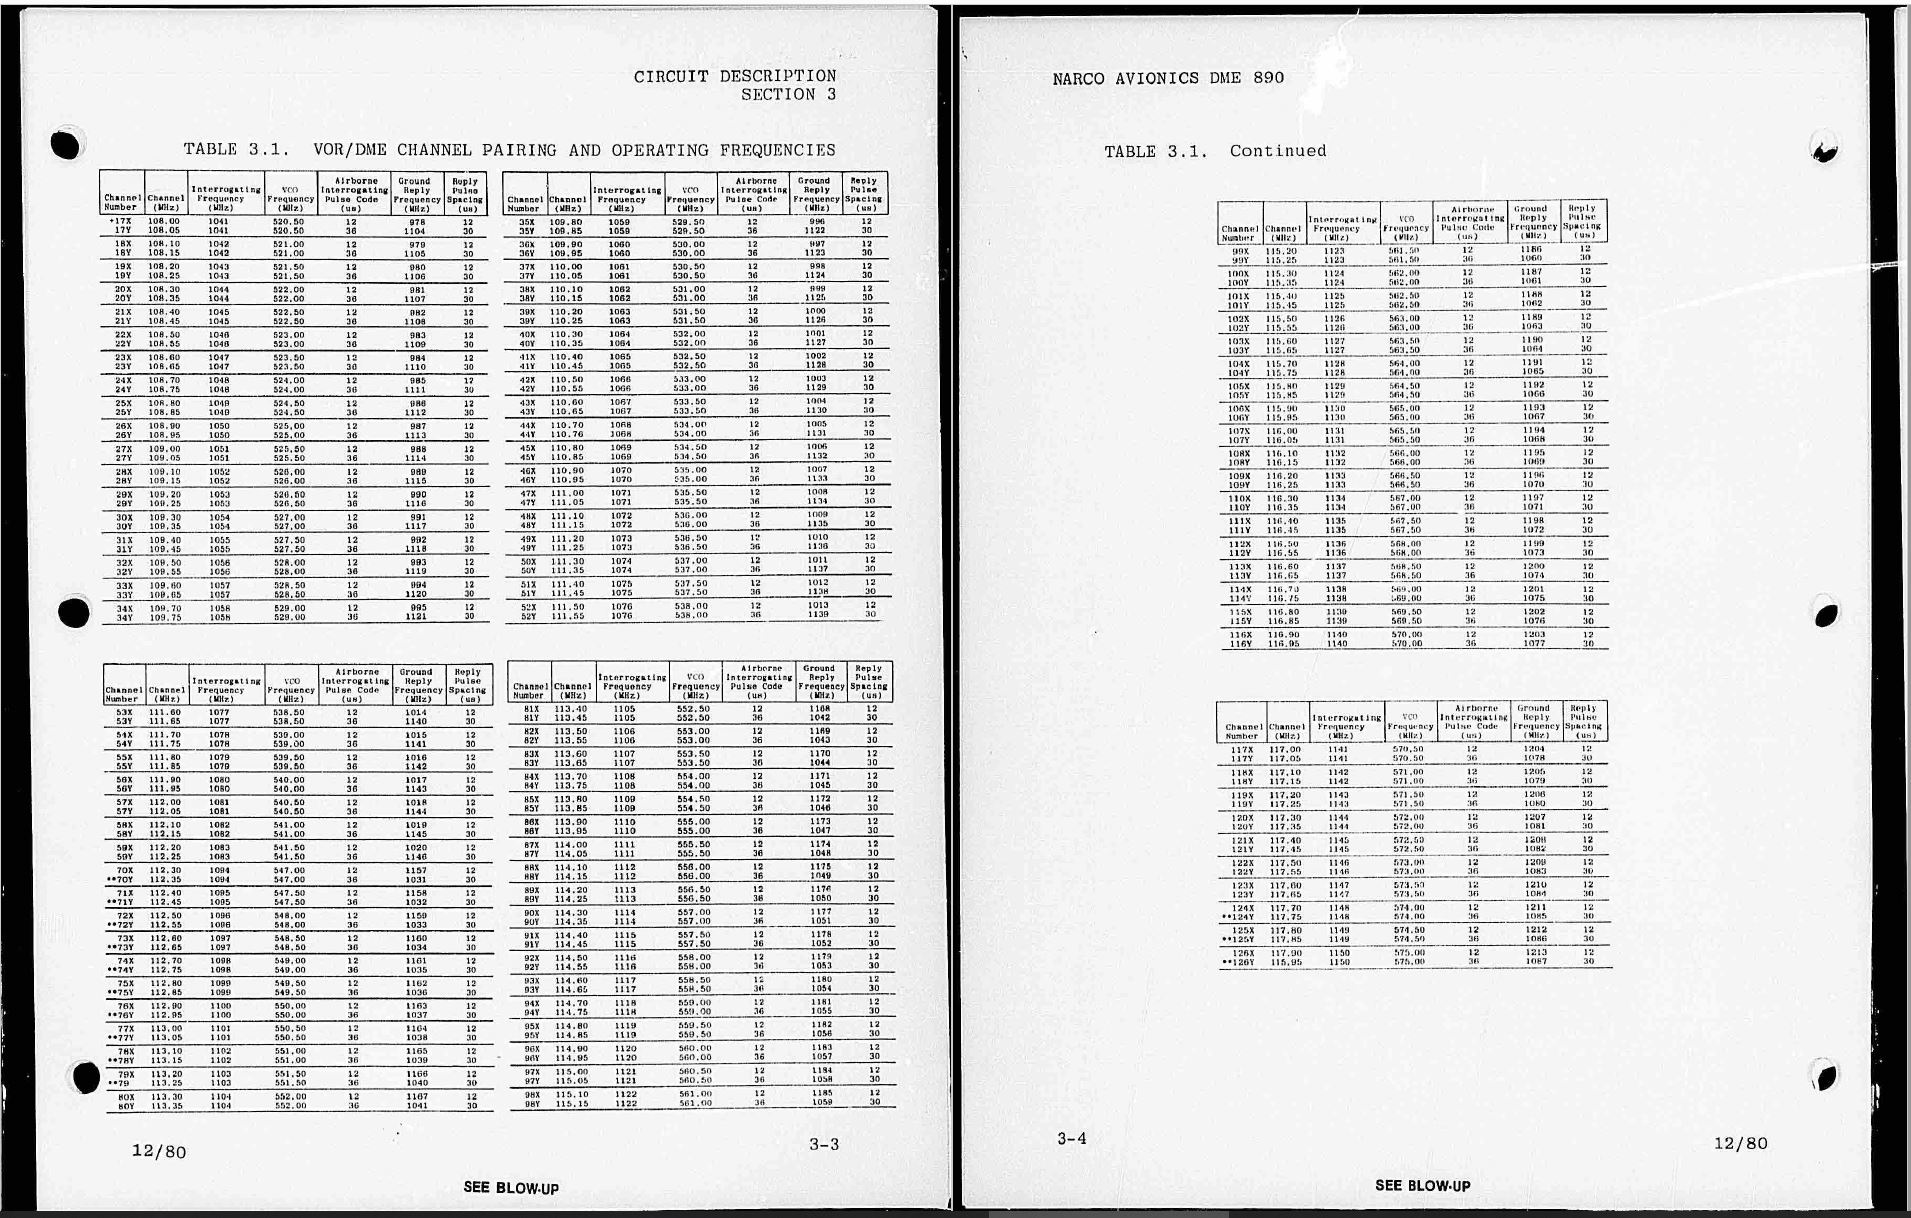 CIRCUIT DESCRIPTION
SECTION 3
TABLE 3.1. VOR/DME CHANNEL PAIRING AND OPERATING FREQUENCIES
Airborne Ground Reply
Interrogating VCO Interrogating Reply Pulse
Channel Channel Frequency Frequency Pulse Code Frequency Spacing
Number (MHz) (MHz) (MHz) (us) (MHz) (us)
*17X 108.00 1041 520.50 12 978 12
17Y 108.05 1041 520.50 36 1104 30
18X 108.10 1042 521.00 12 979 12
18Y 108.15 1042 521.00 36 1105 30
19X 108.20 1043 521.50 12 980 12
19Y 108.25 1043 521.50 36 1106 30
20X 108.30 1044 522.00 12 981 12
20Y 108.35 1044 522.00 36 1107 30
21X 108.40 1045 522.50 12 982 12
21Y 108.45 1045 522.50 36 1108 30
22X 108.50 1046 523.00 12 983 12
22Y 108.55 1046 523.00 36 1109 30
23X 108.60 1047 523.50 12 984 12
23Y 108.65 1047 523.50 36 1110 30
24X 108.70 1048 524.00 12 985 12
24Y 108.75 1048 524.00 36 1111 30
25X 108.80 1049 524.50 12 986 12
25Y 108.85 1049 524.50 36 1112 30
26X 108.90 1050 525.00 12 987 12
26Y 108.95 1050 525.00 36 1113 30
27X 109.00 1051 525.50 12 988 12
27Y 109.05 1051 525.50 36 1114 30
28X 109.10 1052 526.00 12 989 12
28Y 109.15 1052 526.00 36 1115 30
29X 109.20 1053 526.50 12 990 12
29Y 109.25 1053 526.50 36 1116 30
30X 109.30 1054 527.00 12 991 12
30Y 109.35 1054 527.00 36 1117 30
31X 109.40 1055 527.50 12 992 12
31Y 109.45 1055 527.50 36 1118 30
32X 109.50 1056 528.00 12 993 12
32Y 109.55 1056 528.00 36 1119 30
33X 109.60 1057 528.50 12 994 12
33Y 109.65 1057 528.50 36 1120 30
34X 109.70 1058 529.00 12 995 12
34Y 109.75 1058 529.00 36 1121 30
Airborne Ground Reply
Interrogating VCO Interrogating Reply Pulse
Channel Channel Frequency Frequency Pulse Code Frequency Spacing
Number (MHz) (MHz) (MHz) (us) (MHz) (us)
35X 109.80 1059 529.50 12 996 12
35Y 109.85 1059 529.50 36 1122 30
36X 109.90 1060 530.00 12 997 12
36Y 109.95 1060 530.00 36 1123 30
37X 110.00 1061 530.50 12 998 12
37Y 110.05 1061 530.50 36 1124 30
38X 110.10 1062 531.00 12 999 12
38Y 110.15 1062 531.00 36 1125 30
39X 110.20 1063 531.50 12 1000 12
39Y 110.25 1063 531.50 36 1126 30
40X 110.30 1064 532.00 12 1001 12
40Y 110.35 1064 532.00 36 1127 30
41X 110.40 1065 532.50 12 1002 12
41Y 110.45 1065 532.50 36 1128 30
42X 110.50 1066 533.00 12 1003 12
42Y 110.55 1066 533.00 36 1129 30
43X 110.60 1067 533.50 12 1004 12
43Y 110.65 1067 533.50 36 1130 30
44X 110.70 1068 534.00 12 1005 12
44Y 110.76 1068 534.00 36 1131 30
45X 110.80 1069 534.50 12 1006 12
45Y 110.85 1069 534.50 36 1132 30
46X 110.90 1070 535.00 12 1007 12
46Y 110.95 1070 535.00 36 1133 30
47X 111.00 1071 535.50 12 1008 12
47Y 111.05 1071 535.50 36 1134 30
48X 111.10 1072 536.00 12 1009 12
48Y 111.15 1072 536.00 36 1135 30
49X 111.20 1073 536.50 12 1010 12
49Y 111.25 1073 536.50 36 1136 30
50X 111.30 1074 537.00 12 1011 12
50Y 111.35 1074 537.00 36 1137 30
51X 111.40 1075 537.50 12 1012 12
51Y 111.45 1075 537.50 36 1138 30
52X 111.50 1076 538.00 12 1013 12
52Y 111.55 1076 538.00 36 1139 30
Airborne Ground Reply
Interrogating VCO Interrogating Reply Pulse
Channel Channel Frequency Frequency Pulse Code Frequency Spacing
Number (MHz) (MHz) (MHz) (us) (MHz) (us)
53X 111.60 1077 538.50 12 1014 12
53Y 111.65 1077 538.50 36 1140 30
54X 111.70 1078 539.00 12 1015 12
54Y 111.75 1078 539.00 36 1141 30
55X 111.80 1079 539.50 12 1016 12
55Y 111.85 1079 539.50 36 1142 30
56X 111.90 1080 540.00 12 1017 12
56Y 111.95 1080 540.00 36 1143 30
57X 112.00 1081 540.50 12 1018 12
57Y 112.05 1081 540.50 36 1144 30
58X 112.10 1082 541.00 12 1019 12
58Y 112.15 1082 541.00 36 1145 30
59X 112.20 1083 541.50 12 1020 12
59Y 112.25 1083 541.50 36 1146 30
70X 112.30 1094 547.00 12 1157 12
**70Y 112.35 1094 547.00 36 1031 30
71X 112.40 1095 547.50 12 1158 12
**71Y 112.45 1095 547.50 36 1032 30
72X 112.50 1096 548.00 12 1159 12
**72Y 112.55 1096 548.00 36 1033 30
73X 112.60 1097 548.50 12 1160 12
**73Y 112.65 1097 548.50 36 1034 30
74X 112.70 1098 549.00 12 1161 12
**74Y 112.75 1098 549.00 36 1035 30
75X 112.80 1099 549.50 12 1162 12
**75Y 112.85 1099 549.50 36 1036 30
76X 112.90 1100 550.00 12 1163 12
**76Y 112.95 1100 550.00 36 1037 30
77X 113.00 1101 550.50 12 1164 12
**77Y 113.05 1101 550.50 36 1038 30
78X 113.10 1102 551.00 12 1165 12
**78Y 113.15 1102 551.00 36 1039 30
79X 113.20 1103 551.50 12 1166 12
**79 113.25 1103 551.50 36 1040 30
80X 113.30 1104 552.00 12 1167 12
80Y 113.35 1104 552.00 36 1041 30
Airborne Ground Reply
Interrogating VCO Interrogating Reply Pulse
Channel Channel Frequency Frequency Pulse Code Frequency Spacing
Number (MHz) (MHz) (MHz) (us) (MHz) (us)
81X 113.40 1105 552.50 12 1168 12
81Y 113.45 1105 552.50 36 1042 30
82X 113.50 1106 553.00 12 1169 12
82Y 113.55 1106 553.00 36 1043 30
83X 113.60 1107 553.50 12 1170 12
83Y 113.65 1107 553.50 36 1044 30
84X 113.70 1108 554.00 12 1171 12
84Y 113.75 1108 554.00 36 1045 30
85X 113.80 1109 554.50 12 1172 12
85Y 113.85 1109 554.50 36 1046 30
86X 113.90 1110 555.00 12 1173 12
86Y 113.95 1110 555.00 36 1047 30
87X 114.00 1111 555.50 12 1174 12
87Y 114.05 1111 555.50 36 1048 30
88X 114.10 1112 556.00 12 1175 12
88Y 114.15 1112 556.00 36 1049 30
89X 114.20 1113 556.50 12 1176 12
89Y 114.25 1113 556.50 36 1050 30
90X 114.30 1114 557.00 12 1177 12
90Y 114.35 1114 557.00 36 1051 30
91X 114.40 1115 557.50 12 1178 12
91Y 114.45 1115 557.50 36 1052 30
92X 114.50 1116 558.00 12 1179 12
92Y 114.55 1116 558.00 36 1053 30
93X 114.60 1117 558.50 12 1180 12
93Y 114.65 1117 558.50 36 1054 30
94X 114.70 1118 559.00 12 1181 12
94Y 114.75 1118 559.00 36 1055 30
95X 114.80 1119 559.50 12 1182 12
95Y 114.85 1119 559.50 36 1056 30
96X 114.90 1120 560.00 12 1183 12
96Y 114.95 1120 560.00 36 1057 30
97X 115.00 1121 560.50 12 1184 12
97Y 115.05 1121 560.50 36 1058 30
98X 115.10 1122 561.00 12 1185 12
98Y 115.15 1122 561.00 36 1059 30
12/80
3-3
SEE BLOW-UP
NARCO AVIONICS DME 890
TABLE 3.1. Continued
Airborne Ground Reply
Interrogating VCO Interrogating Reply Pulse
Channel Channel Frequency Frequency Pulse Code Frequency Spacing
Number (MHz) (MHz) (MHz) (us) (MHz) (us)
99X 115.20 1123 561.50 12 1186 12
99Y 115.25 1123 561.50 36 1060 30
100X 115.30 1124 562.00 12 1187 12
100Y 115.35 1124 562.00 36 1061 30
101X 115.40 1125 562.50 12 1188 12
101Y 115.45 1125 562.50 36 1062 30
102X 115.50 1126 563.00 12 1189 12
102Y 115.55 1126 563.00 36 1063 30
103X 115.60 1127 563.50 12 1190 12
103Y 115.65 1127 563.50 36 1064 30
104X 115.70 1128 564.00 12 1191 12
104Y 115.75 1128 564.00 36 1065 30
105X 115.80 1129 564.50 12 1192 12
105Y 115.85 1129 564.50 36 1066 30
106X 115.90 1130 565.00 12 1193 12
106Y 115.95 1130 565.00 36 1067 30
107X 116.00 1131 565.50 12 1194 12
107Y 116.05 1131 565.50 36 1068 30
108X 116.10 1132 566.00 12 1195 12
108Y 116.15 1132 566.00 36 1069 30
109X 116.20 1133 566.50 12 1196 12
109Y 116.25 1133 566.50 36 1070 30
110X 116.30 1134 567.00 12 1197 12
110Y 116.35 1134 567.00 36 1071 30
111X 116.40 1135 567.50 12 1198 12
111Y 116.45 1135 567.50 36 1072 30
112X 116.50 1136 568.00 12 1199 12
112Y 116.55 1136 568.00 36 1073 30
113X 116.60 1137 568.50 12 1200 12
113Y 116.65 1137 568.50 36 1074 30
114X 116.70 1138 569.00 12 1201 12
114Y 116.75 1138 569.00 36 1075 30
115X 116.80 1139 569.50 12 1202 12
115Y 116.85 1139 569.50 36 1076 30
116X 116.90 1140 570.00 12 1203 12
116Y 116.95 1140 570.00 36 1077 30
Airborne Ground Reply
Interrogating VCO Interrogating Reply Pulse
Channel Channel Frequency Frequency Pulse Code Frequency Spacing
Number (MHz) (MHz) (MHz) (us) (MHz) (us)
117X 117.00 1141 570.50 12 1204 12
117Y 117.05 1141 570.50 36 1078 30
118X 117.10 1142 571.00 12 1205 12
118Y 117.15 1142 571.00 36 1079 30
119X 117.20 1143 571.50 12 1206 12
119Y 117.25 1143 571.50 36 1080 30
120X 117.30 1144 572.00 12 1207 12
120Y 117.35 1144 572.00 36 1081 30
121X 117.40 1145 572.50 12 1208 12
121Y 117.45 1145 572.50 36 1082 30
122X 117.50 1146 573.00 12 1209 12
122Y 117.55 1146 573.00 36 1083 30
123X 117.60 1147 573.50 12 1210 12
123Y 117.65 1147 573.50 36 1084 30
124X 117.70 1148 574.00 12 1211 12
**124Y 117.75 1148 574.00 36 1085 30
125X 117.80 1149 574.50 12 1212 12
**125Y 117.85 1149 574.50 36 1086 30
126X 117.90 1150 575.00 12 1213 12
**126Y 115.95 1150 575.00 36 1087 30
3-4
12/80
SEE BLOW-UP